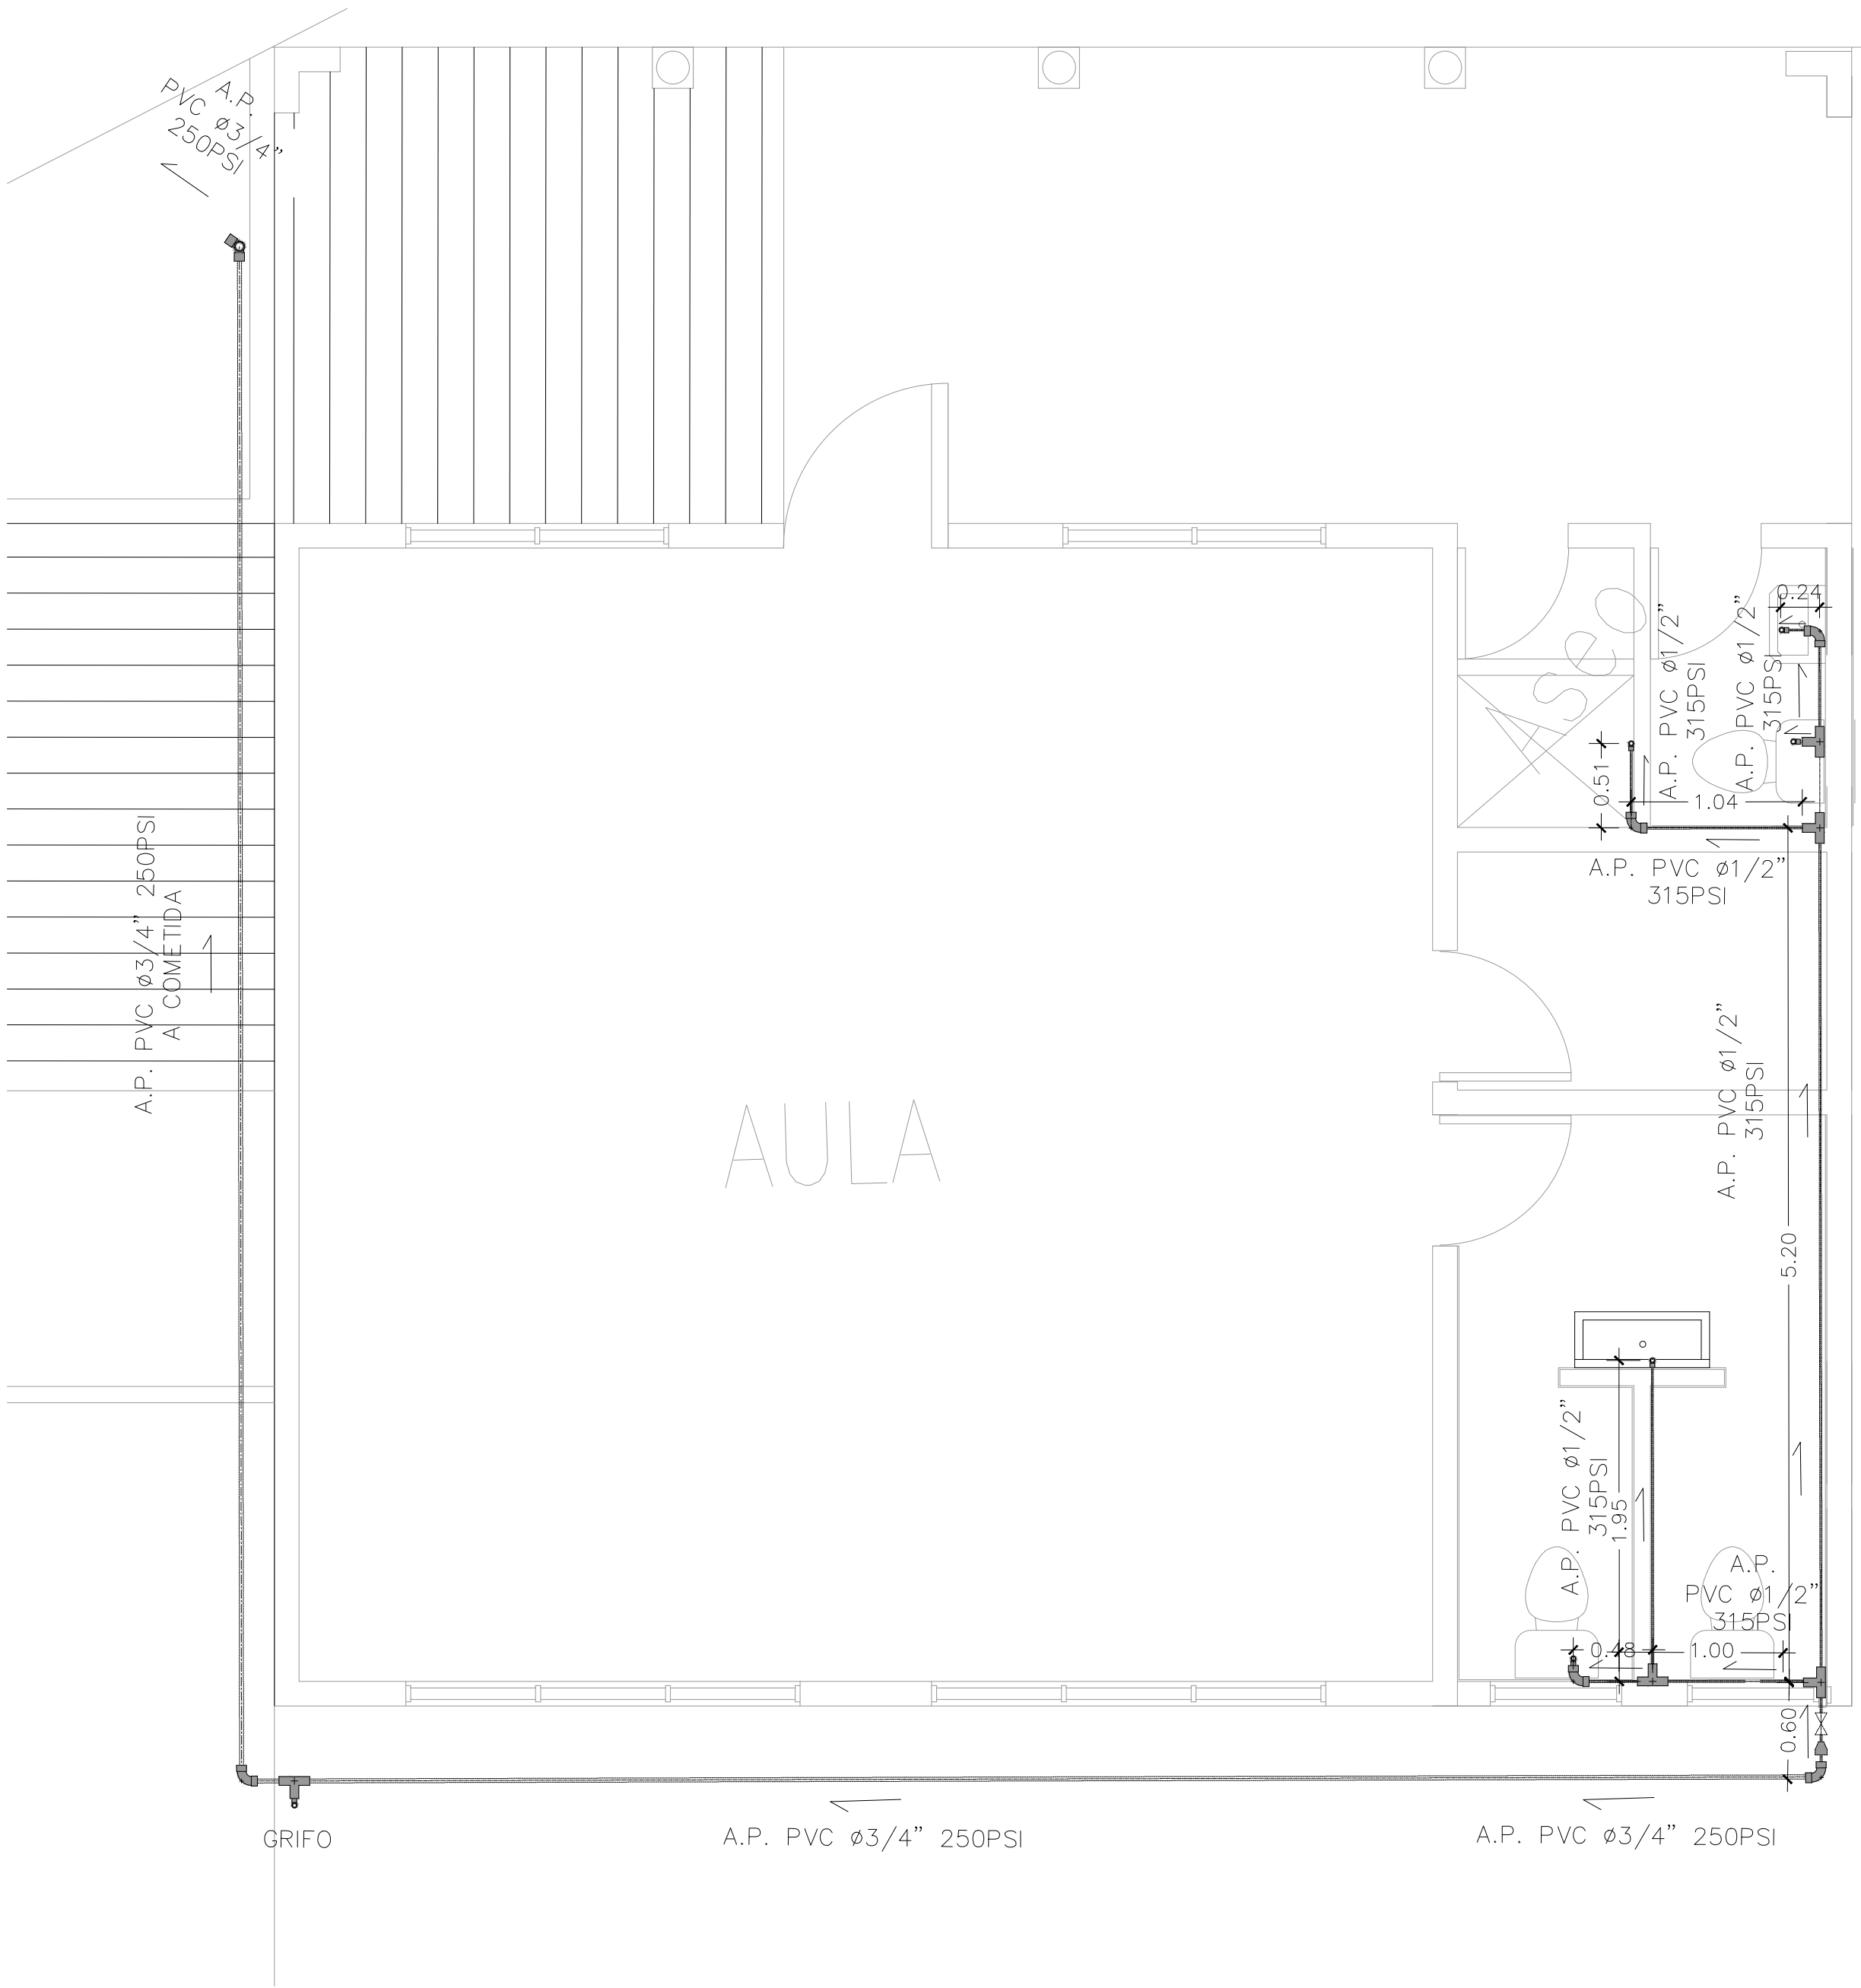 A.P.
PVC ø3/4”
250PSI
0.24
Aseo
A.P. PVC ø1/2”
315PSI
A.P. PVC ø1/2”
315PSI
0.51
1.04
A.P. PVC ø1/2”
315PSI
A.P. PVC ø3/4” 250PSI
A COMETIDA
A.P. PVC ø1/2”
315PSI
AULA
5.20
A.P. PVC ø1/2”
315PSI
1.95
A.P.
PVC ø1/2”
315PSI
0.48
1.00
0.60
GRIFO
A.P. PVC ø3/4” 250PSI
A.P. PVC ø3/4” 250PSI